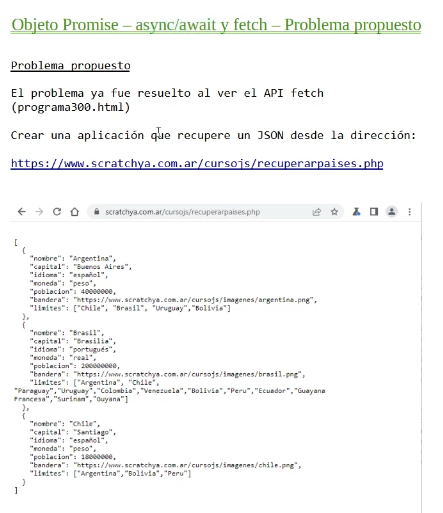 Objeto Promise – async/await y fetch – Problema propuesto
Problema propuesto
El problema ya fue resuelto al ver el API fetch
(programa300.html)
Crear una aplicación que recupere un JSON desde la dirección:
https://www.scratchya.com.ar/cursojs/recuperarpaises.php
scratchya.com.ar/cursojs/recuperarpaises.php
[
{
"nombre": "Argentina",
"capital": "Buenos Aires",
"idioma": "español",
"moneda": "peso",
"poblacion": 40000000,
"bandera": "https://www.scratchya.com.ar/cursojs/imagenes/argentina.png",
"limites": ["Chile", "Brasil", "Uruguay","Bolivia"]
},
{
"nombre": "Brasil",
"capital": "Brasilia",
"idioma": "portugués",
"moneda": "real",
"poblacion": 200000000,
"bandera": "https://www.scratchya.com.ar/cursojs/imagenes/brasil.png",
"limites": ["Argentina", "Chile",
"Paraguay","Uruguay","Colombia","Venezuela","Bolivia","Peru","Ecuador","Guayana
Francesa","Surinam","Guyana"]
},
{
"nombre": "Chile",
"capital": "Santiago",
"idioma": "español",
"moneda": "peso",
"poblacion": 18000000,
"bandera": "https://www.scratchya.com.ar/cursojs/imagenes/chile.png",
"limites": ["Argentina","Bolivia","Peru"]
}
]